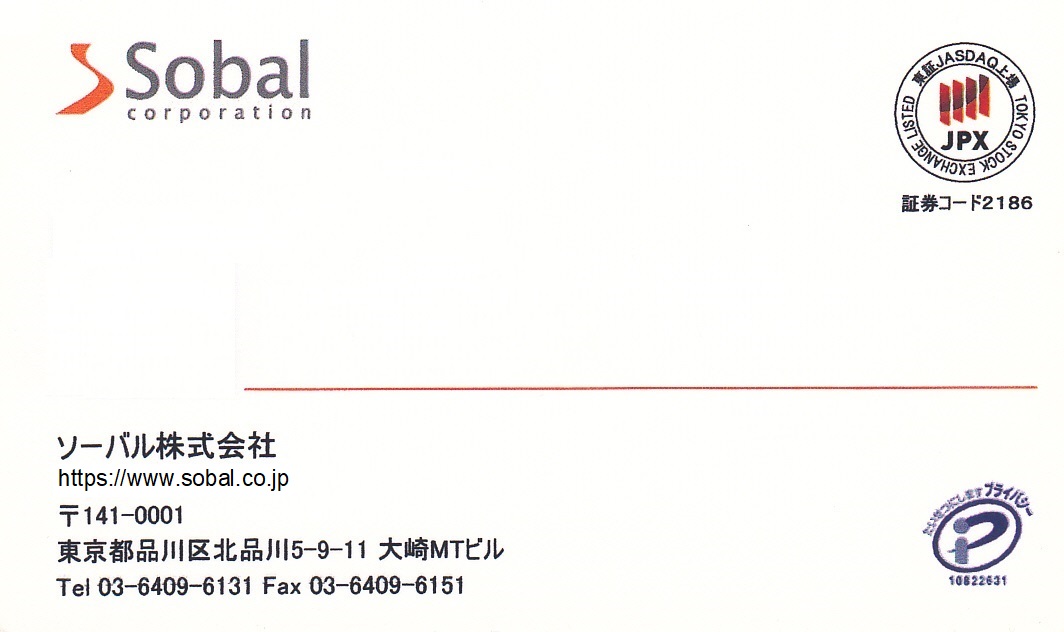 Sobal
corporation
東証JASDAQ上場
TOKYO STOCK EXCHANGE LISTED
JPX
証券コード2186
ソーバル株式会社
https://www.sobal.co.jp
〒141-0001
東京都品川区北品川5-9-11 大崎MTビル
Tel 03-6409-6131 Fax 03-6409-6151
たいせつにします プライバシー
10822631